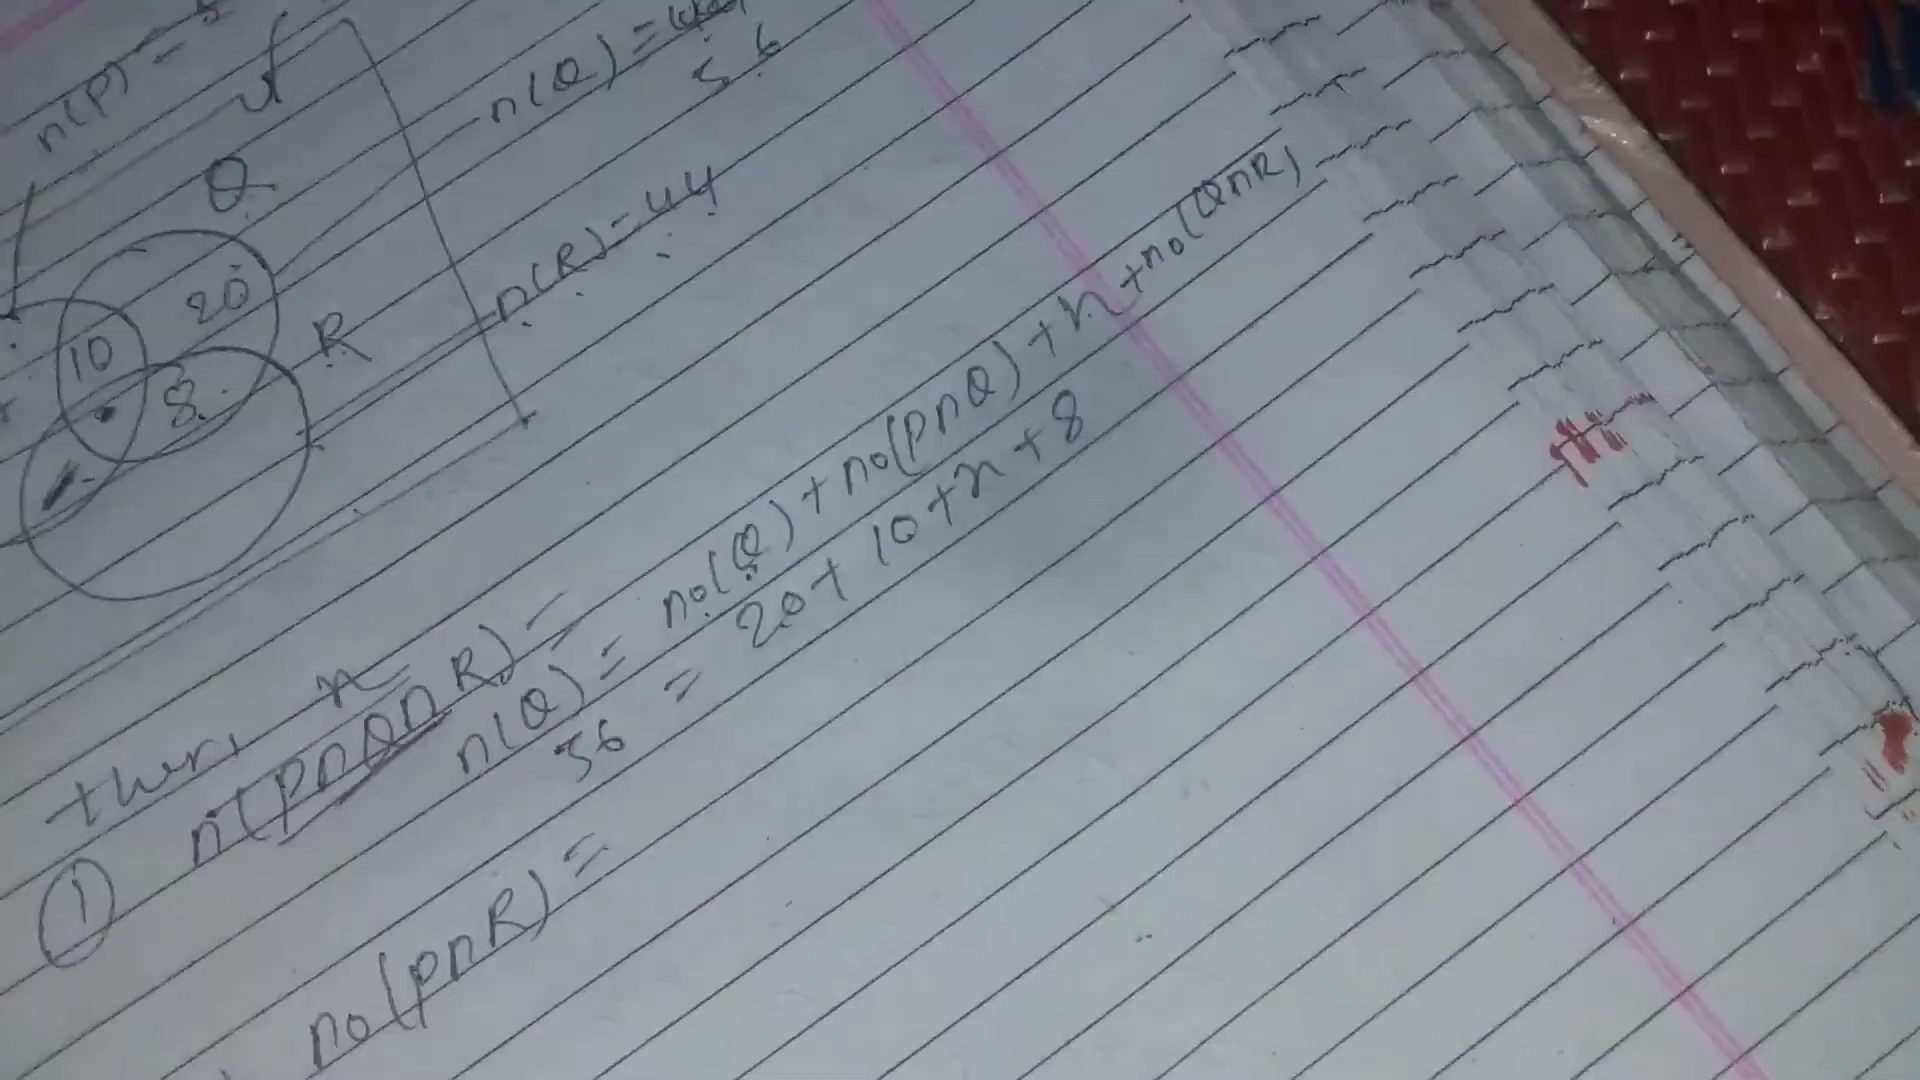 n(P) =
U
n(Q) =
56
Q
20
n(R) = 44
R
10
8
then,
x =
① n(P∩Q∩R) =
n(Q) = no(Q) + no(P∩Q) + x + no(Q∩R)
56 = 20 + 10 + x + 8
no(P∩R) =